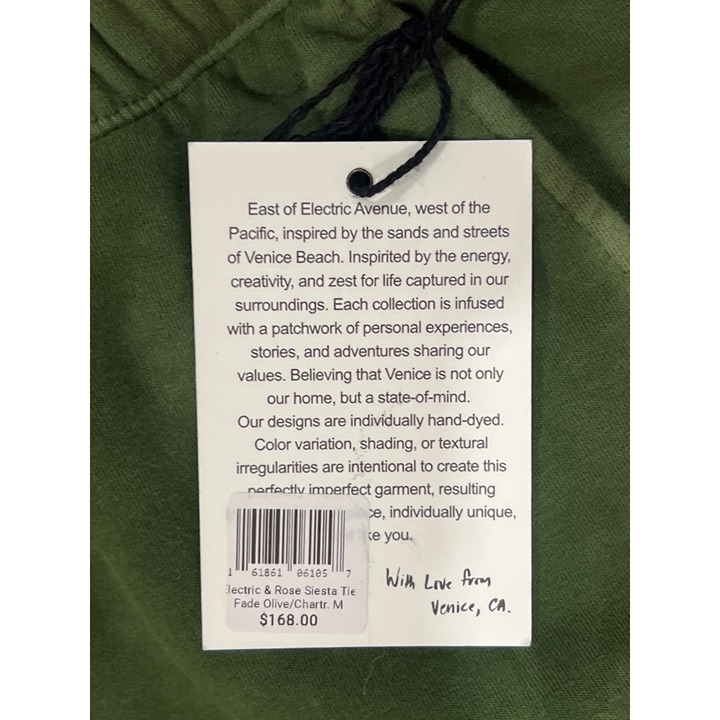 East of Electric Avenue, west of the
Pacific, inspired by the sands and streets
of Venice Beach. Inspirited by the energy,
creativity, and zest for life captured in our
surroundings. Each collection is infused
with a patchwork of personal experiences,
stories, and adventures sharing our
values. Believing that Venice is not only
our home, but a state-of-mind.
Our designs are individually hand-dyed.
Color variation, shading, or textural
irregularities are intentional to create this
perfectly imperfect garment, resulting
ce, individually unique,
ke you.
1 61861 06105 7
lectric & Rose Siesta Tie
Fade Olive/Chartr. M
$168.00
With Love from
Venice, CA.